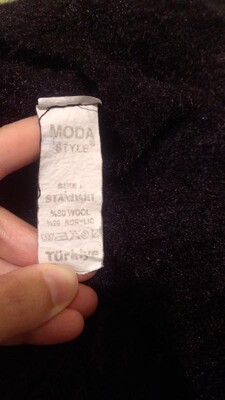 MODA
STYLE
STANDART
%80 WOOL
%20 ACRYLIC
Türkiye